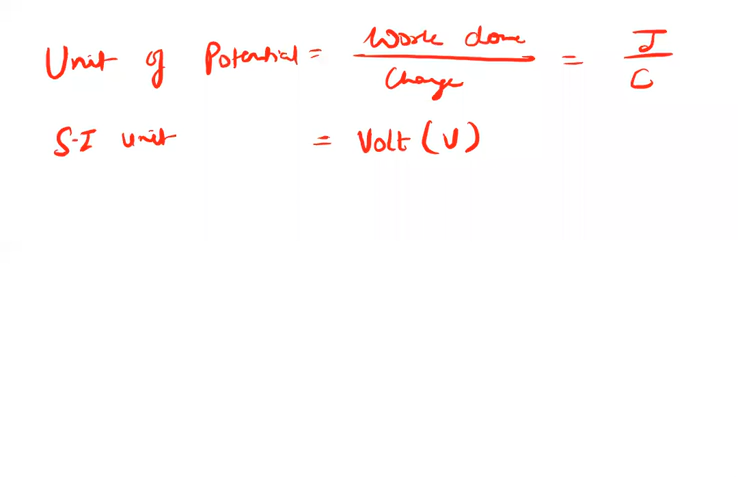 Unit of Potential = Work done / Charge = J / C
S.I unit = Volt (V)